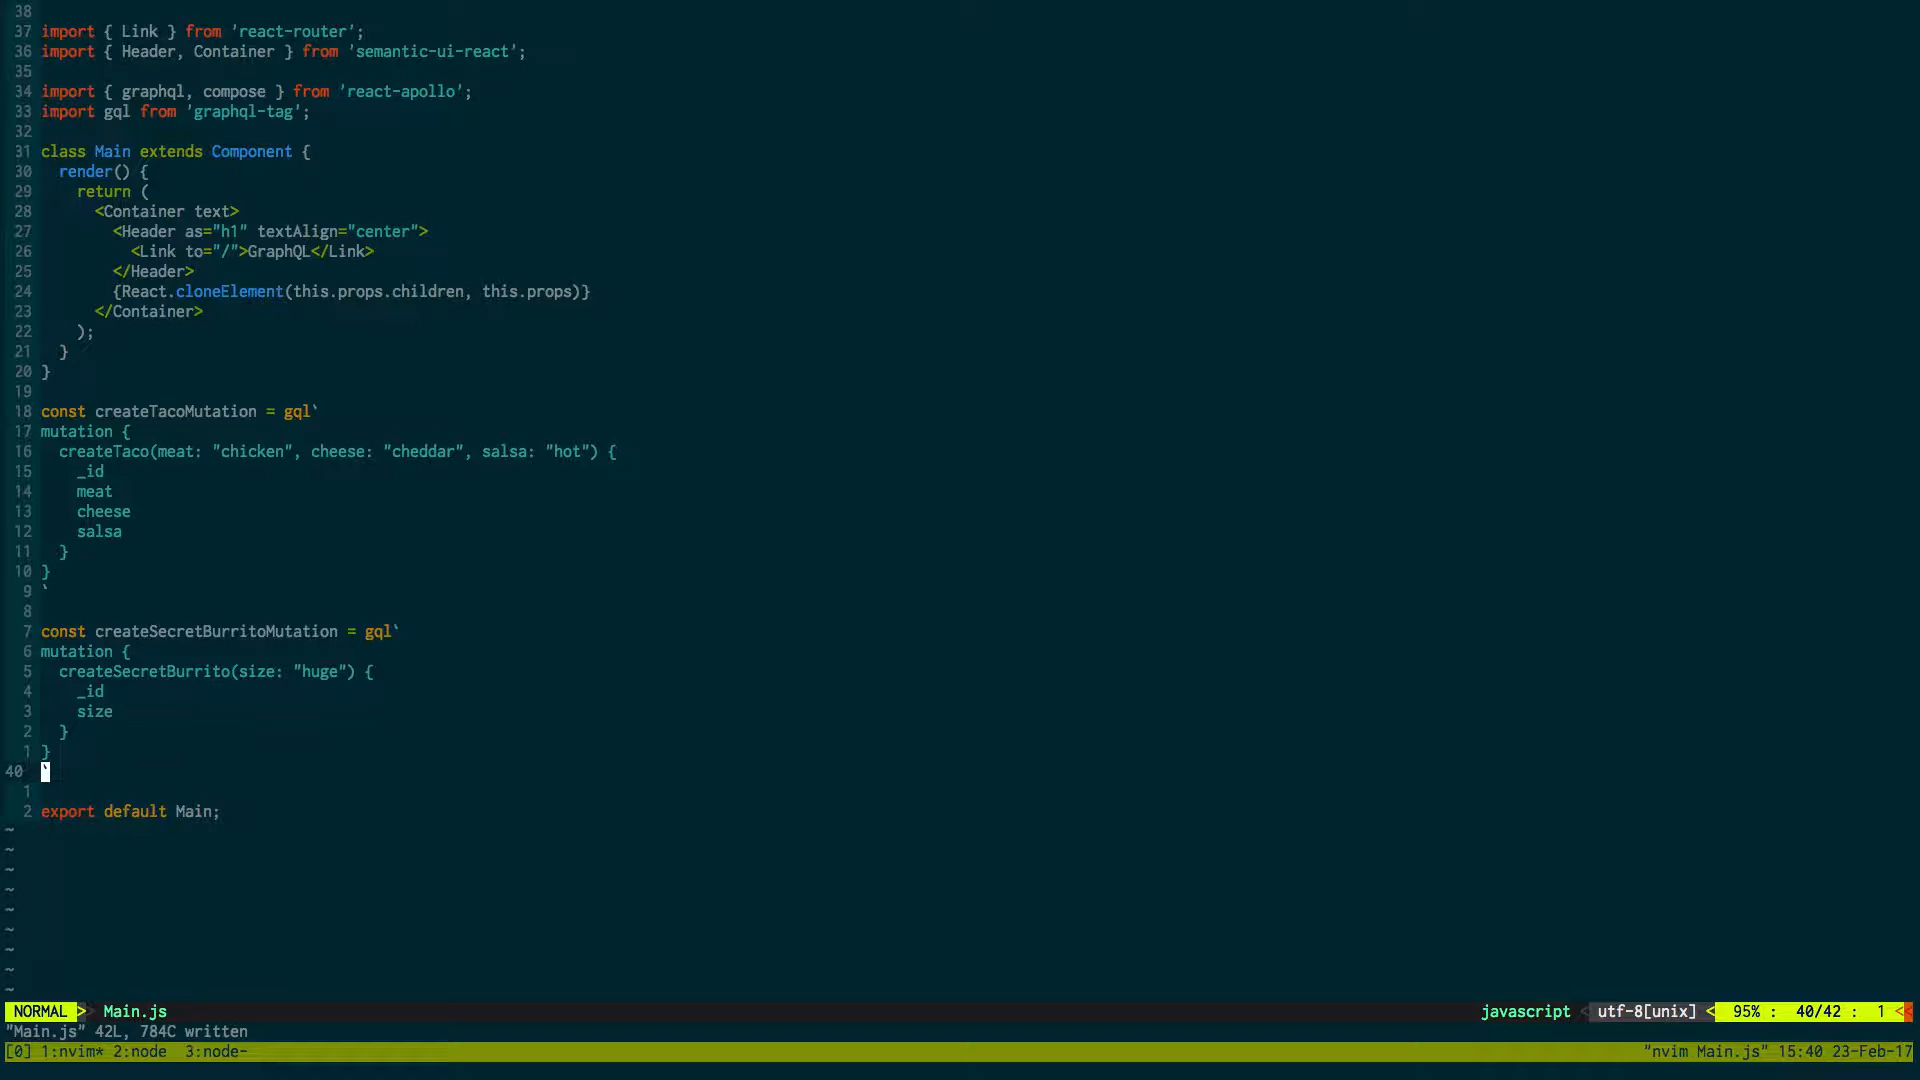 38
37 import { Link } from 'react-router';
36 import { Header, Container } from 'semantic-ui-react';
35
34 import { graphql, compose } from 'react-apollo';
33 import gql from 'graphql-tag';
32
31 class Main extends Component {
30   render() {
29     return (
28       <Container text>
27         <Header as="h1" textAlign="center">
26           <Link to="/">GraphQL</Link>
25         </Header>
24         {React.cloneElement(this.props.children, this.props)}
23       </Container>
22     );
21   }
20 }
19
18 const createTacoMutation = gql`
17 mutation {
16   createTaco(meat: "chicken", cheese: "cheddar", salsa: "hot") {
15     _id
14     meat
13     cheese
12     salsa
11   }
10 }
9 `
8
7 const createSecretBurritoMutation = gql`
6 mutation {
5   createSecretBurrito(size: "huge") {
4     _id
3     size
2   }
1 }
40 `
1
2 export default Main;
~
~
~
~
~
~
~
~
~
NORMAL > Main.js javascript < utf-8[unix] < 95% : 40/42 : 1 <<
"Main.js" 42L, 784C written
[0] 1:nvim* 2:node  3:node- "nvim Main.js" 15:40 23-Feb-17